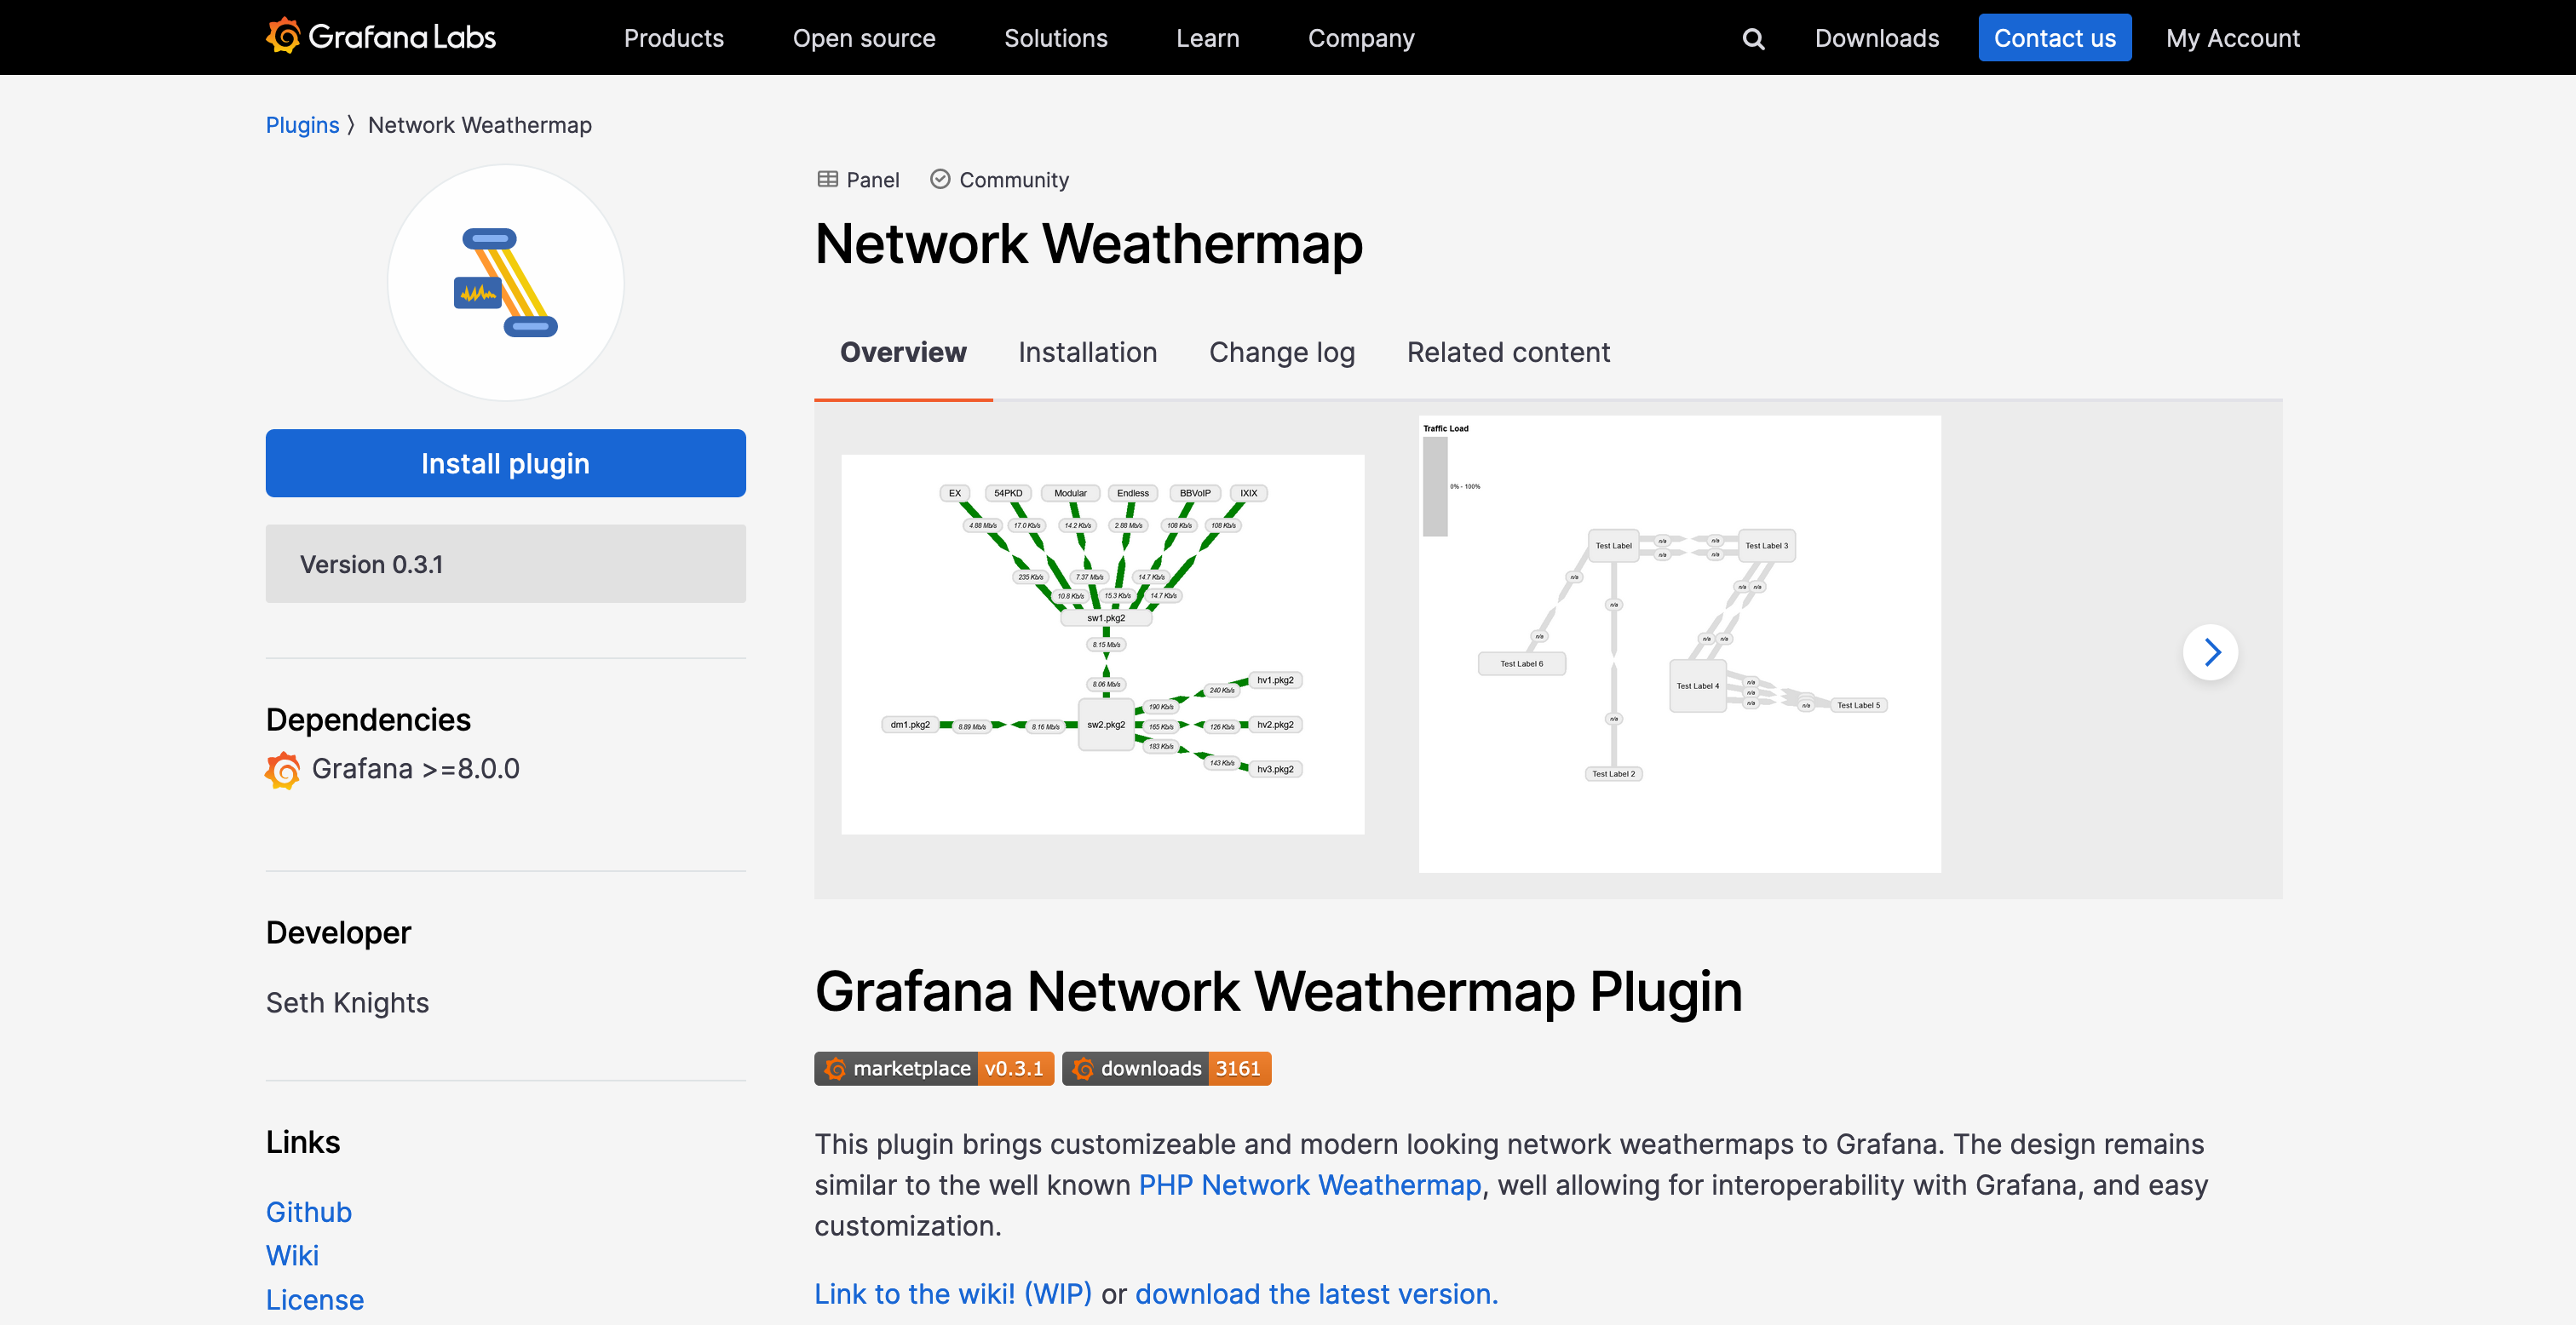 Grafana Labs
Products
Open source
Solutions
Learn
Company
Downloads
Contact us
My Account
Plugins 〉 Network Weathermap
Install plugin
Version 0.3.1
Dependencies
Grafana >=8.0.0
Developer
Seth Knights
Links
Github
Wiki
License
Panel
Community
Network Weathermap
Overview
Installation
Change log
Related content
EX
54PKD
Modular
Endless
BBVoIP
IXIX
4.88 Mb/s
17.0 Kb/s
14.2 Kb/s
2.88 Mb/s
108 Kb/s
108 Kb/s
235 Kb/s
7.37 Mb/s
14.7 Kb/s
10.8 Kb/s
15.3 Kb/s
14.7 Kb/s
sw1.pkg2
8.15 Mb/s
8.06 Mb/s
dm1.pkg2
8.89 Mb/s
8.16 Mb/s
sw2.pkg2
190 Kb/s
240 Kb/s
hv1.pkg2
165 Kb/s
126 Kb/s
hv2.pkg2
183 Kb/s
143 Kb/s
hv3.pkg2
Traffic Load
0% - 100%
Test Label
n/a
n/a
n/a
n/a
Test Label 3
n/a
n/a
n/a
n/a
n/a
n/a
n/a
Test Label 6
Test Label 4
n/a
n/a
n/a
n/a
Test Label 5
n/a
Test Label 2
Grafana Network Weathermap Plugin
marketplace v0.3.1
downloads 3161
This plugin brings customizeable and modern looking network weathermaps to Grafana. The design remains
similar to the well known PHP Network Weathermap, well allowing for interoperability with Grafana, and easy
customization.
Link to the wiki! (WIP) or download the latest version.